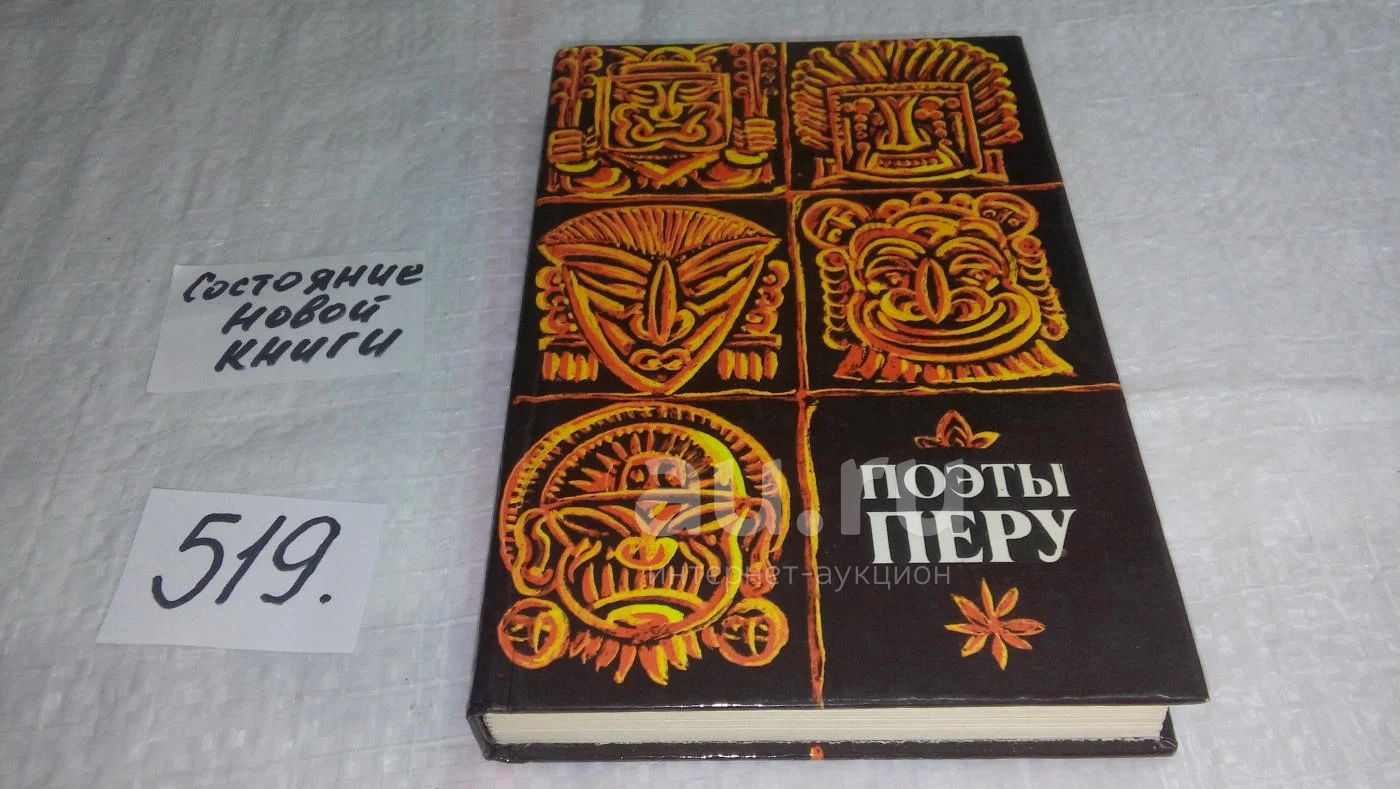 Состояние
новой
книги
519.
ПОЭТЫ
ПЕРУ
au.ru
интернет-аукцион